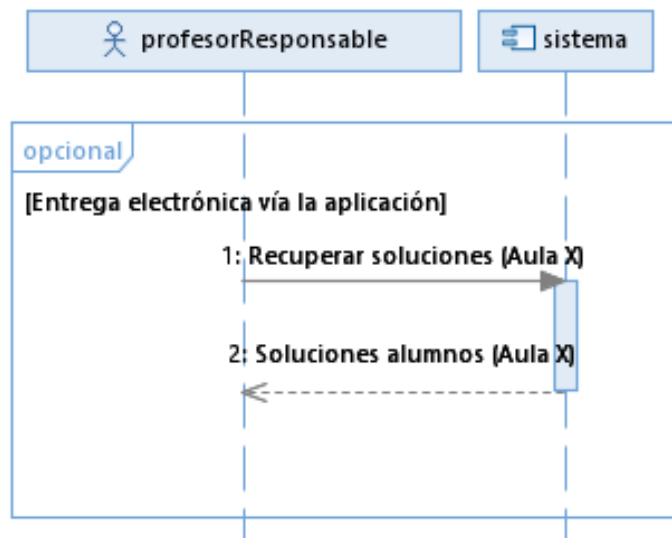 profesorResponsable
sistema
opcional
[Entrega electrónica vía la aplicación]
1: Recuperar soluciones (Aula X)
2: Soluciones alumnos (Aula X)